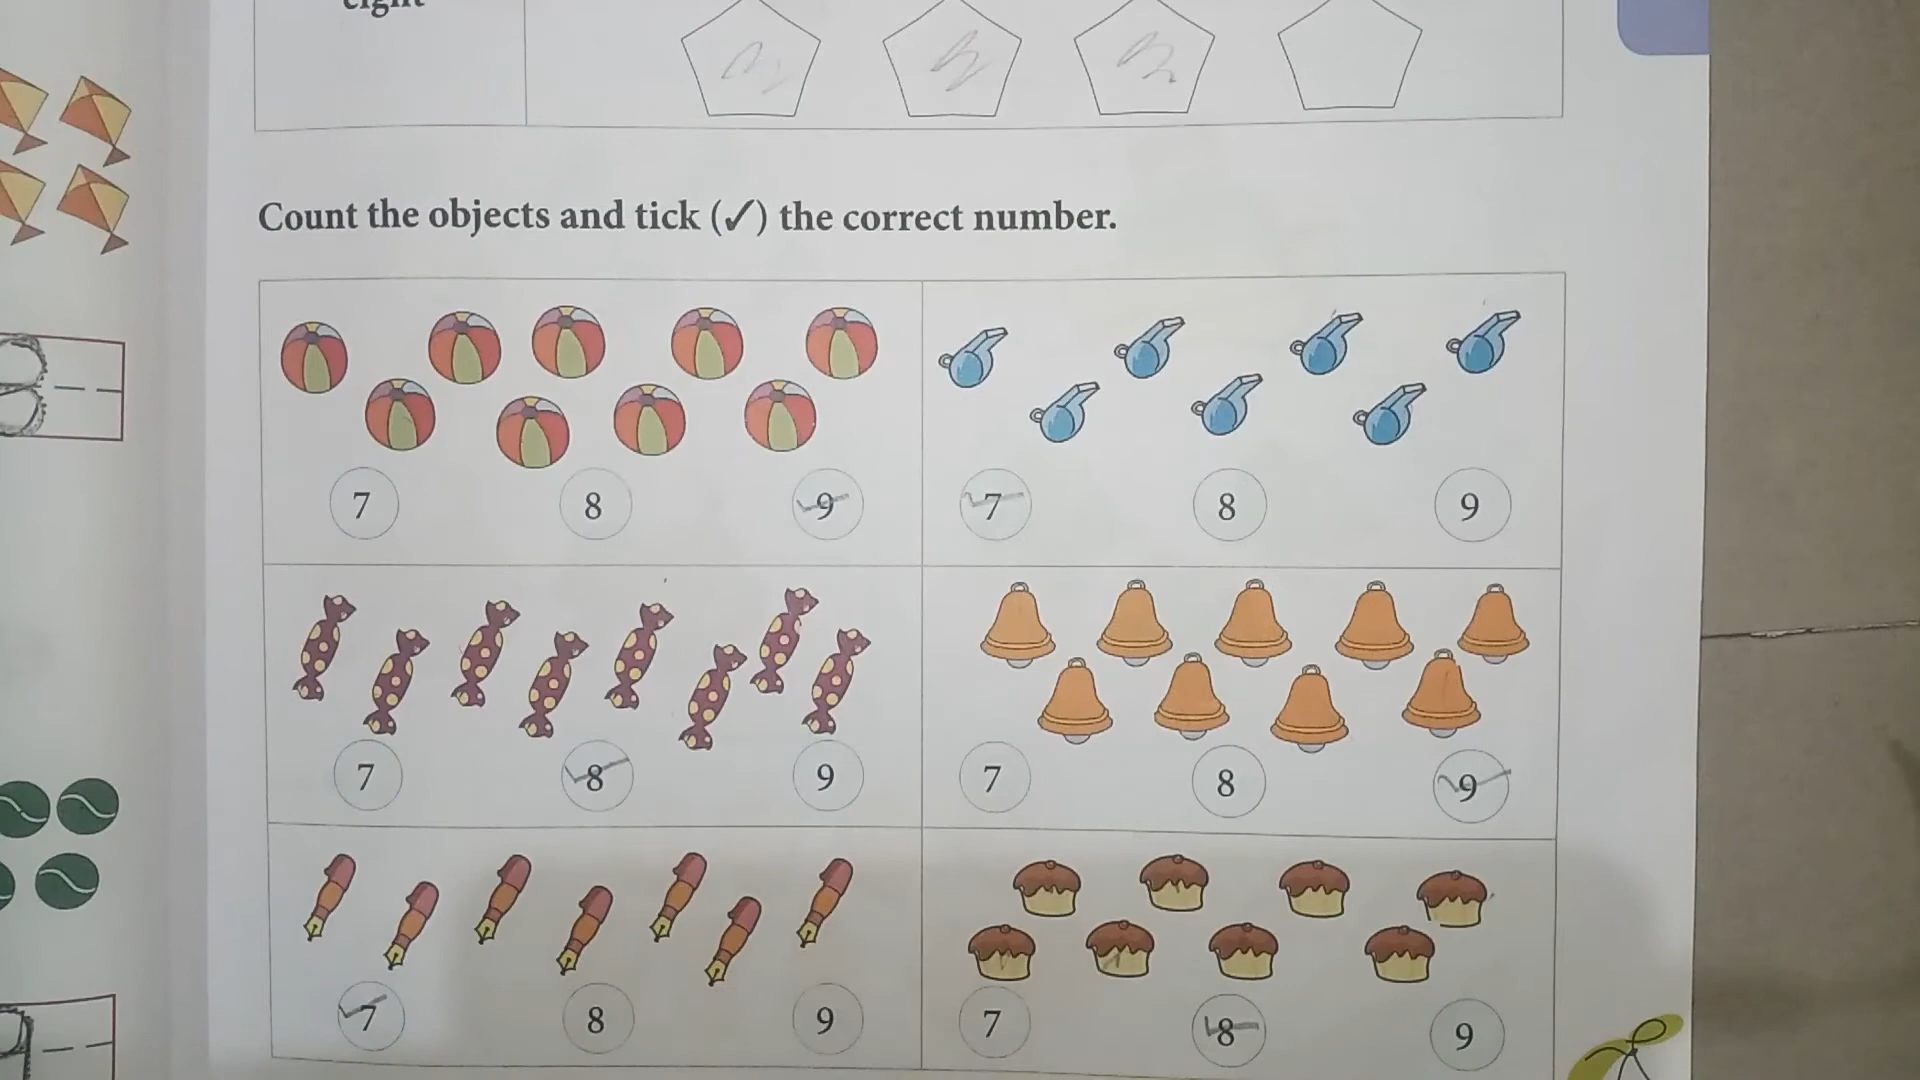 eight
Count the objects and tick (✓) the correct number.
7 8 9 7 8 9
7 8 9 7 8 9
7 8 9 7 8 9